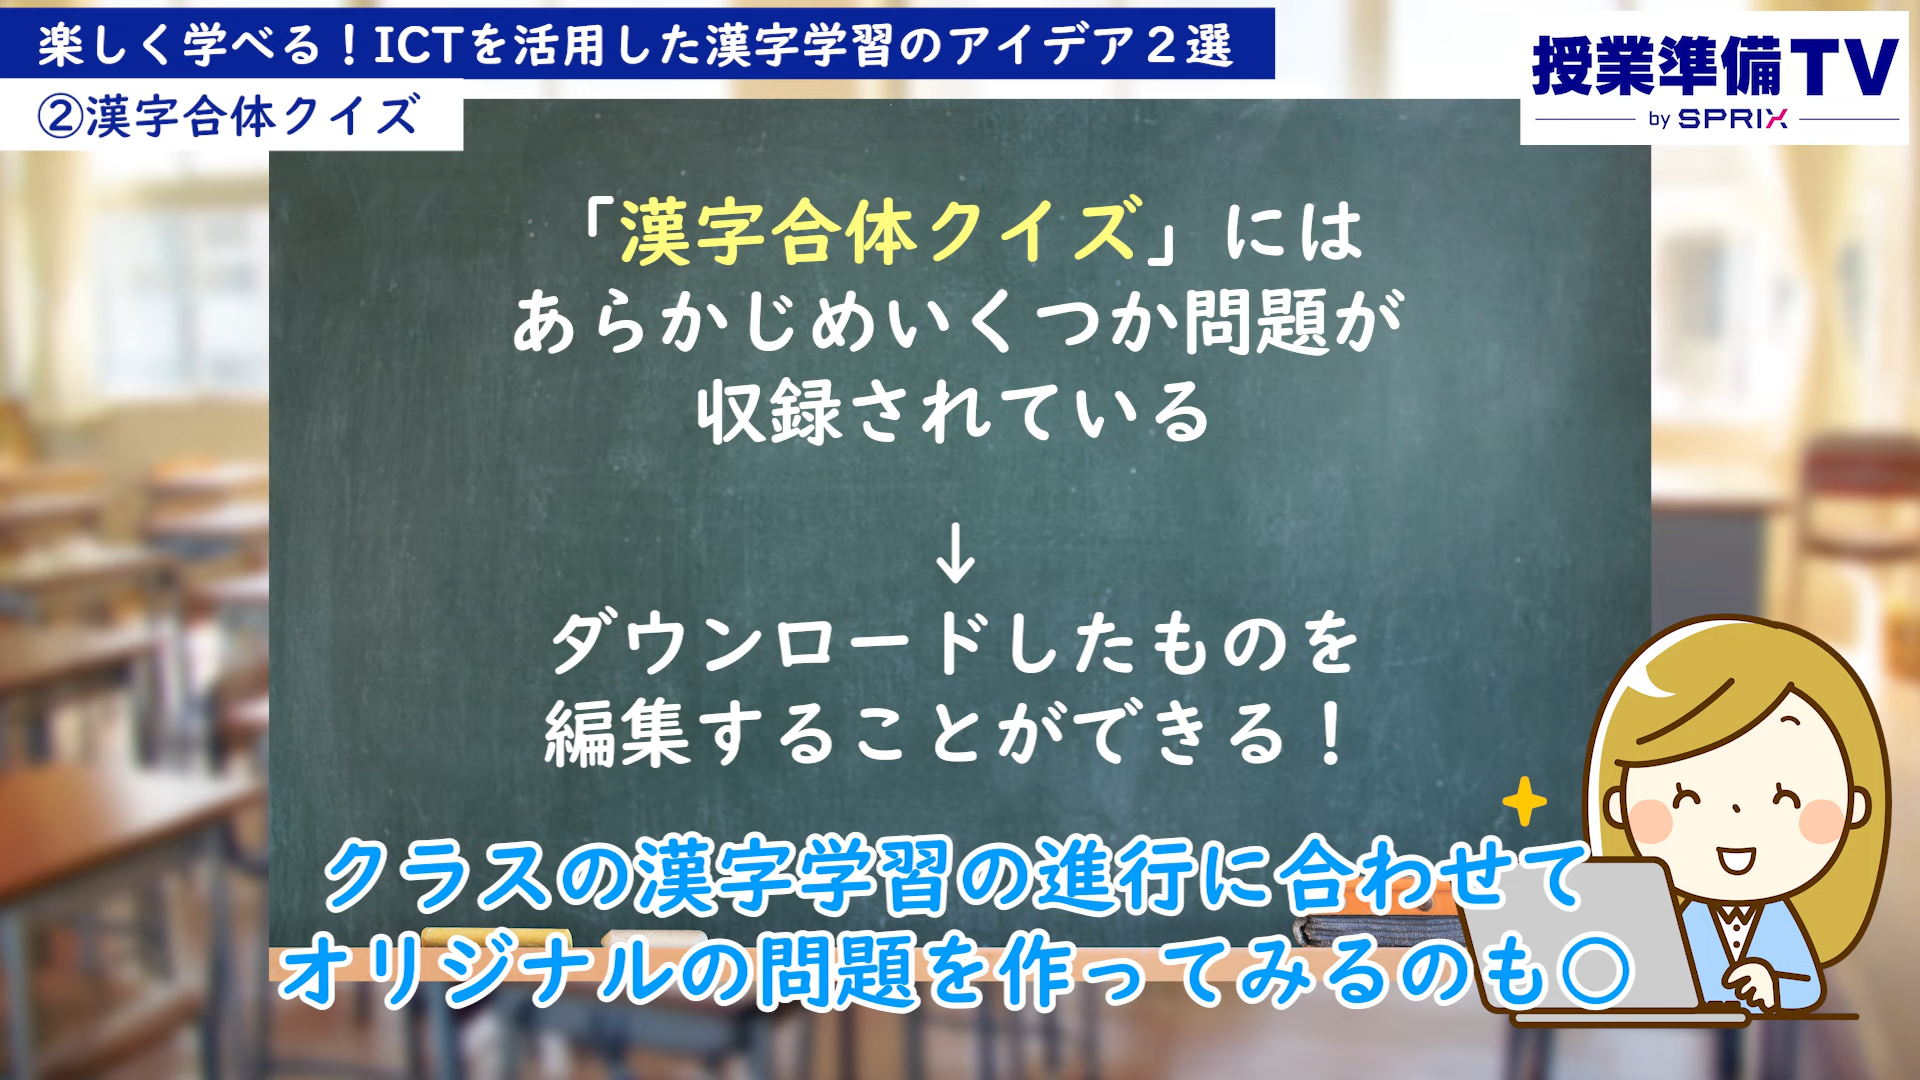 楽しく学べる！ICTを活用した漢字学習のアイデア２選
②漢字合体クイズ
授業準備TV
by SPRIX
「漢字合体クイズ」には
あらかじめいくつか問題が
収録されている
↓
ダウンロードしたものを
編集することができる！
クラスの漢字学習の進行に合わせて
オリジナルの問題を作ってみるのも〇